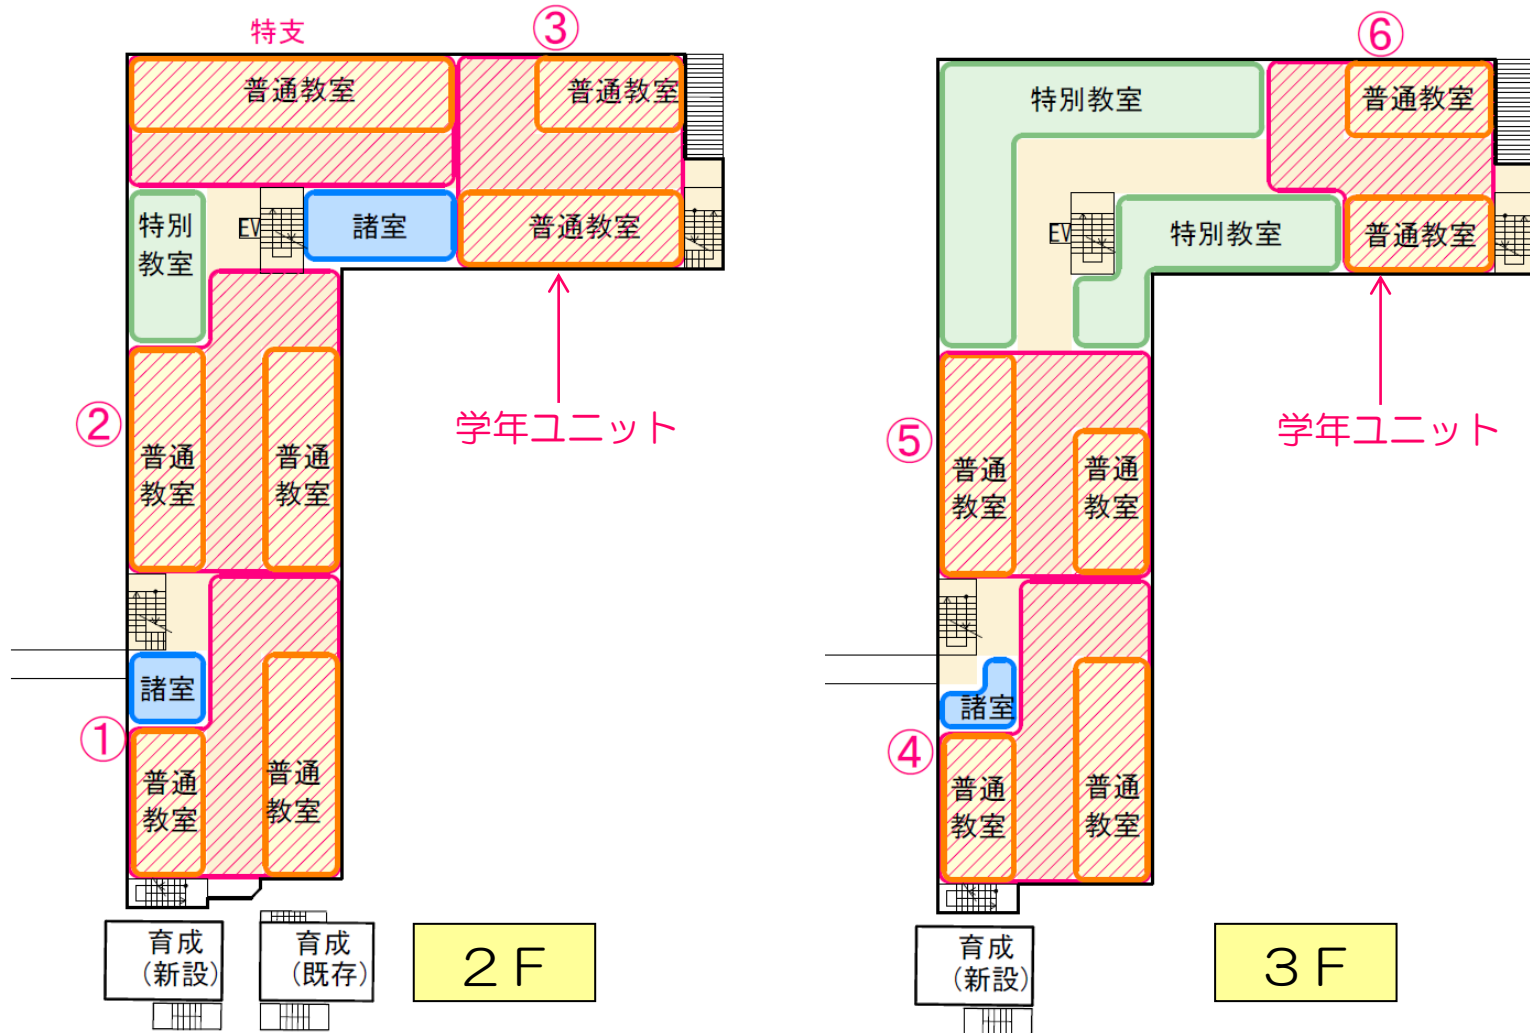 特支
③
普通教室
普通教室
特別
教室
EV
諸室
普通教室
②
学年ユニット
普通
教室
普通
教室
諸室
①
普通
教室
普通
教室
育成
(新設)
育成
(既存)
２Ｆ
⑥
特別教室
普通教室
EV
特別教室
普通教室
⑤
学年ユニット
普通
教室
普通
教室
諸室
④
普通
教室
普通
教室
育成
(新設)
３Ｆ